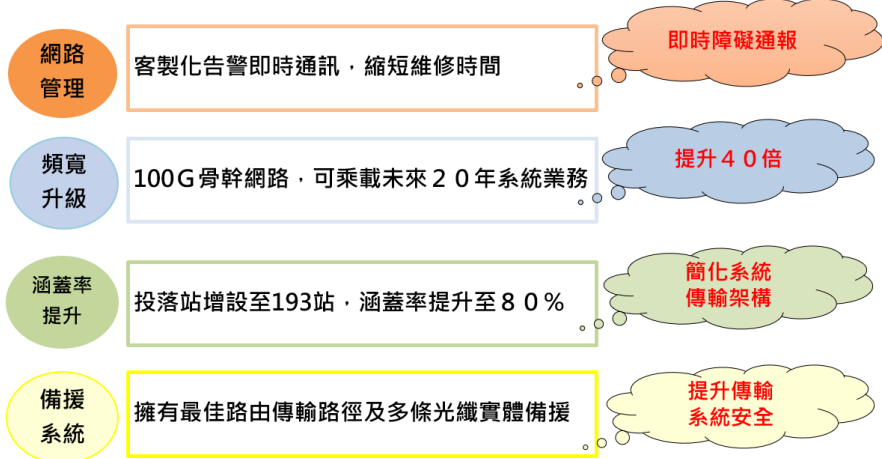 網路
管理
客製化告警即時通訊，縮短維修時間
即時障礙通報
頻寬
升級
100G骨幹網路，可乘載未來２０年系統業務
提升４０倍
涵蓋率
提升
投落站增設至193站，涵蓋率提升至８０％
簡化系統
傳輸架構
備援
系統
擁有最佳路由傳輸路徑及多條光纖實體備援
提升傳輸
系統安全